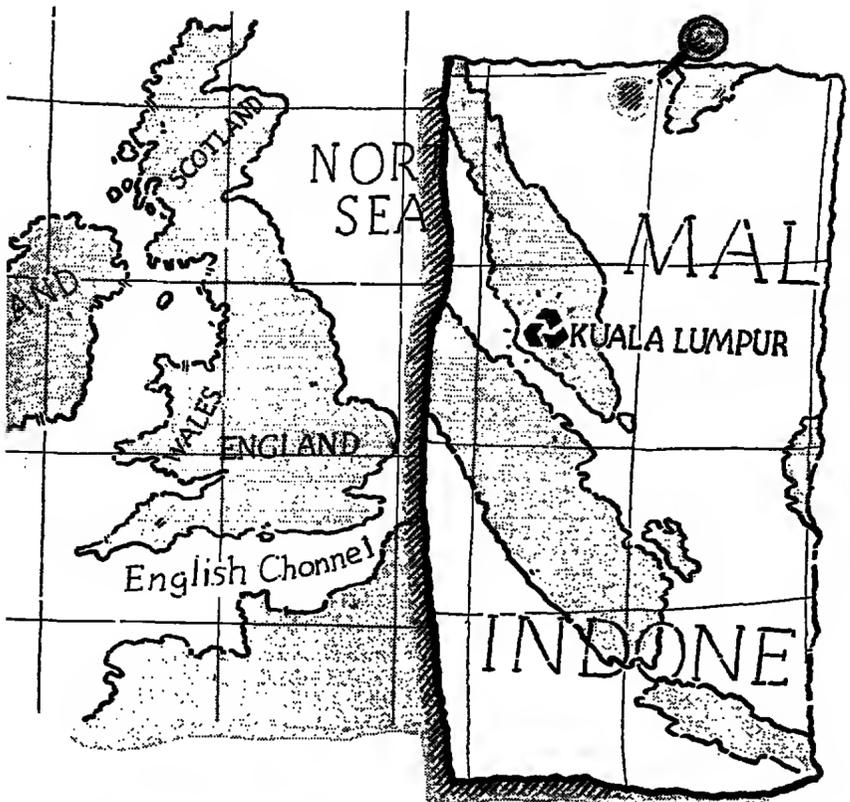 SCOTLAND
NOR
SEA
AND
WALES
ENGLAND
English Chonnel
MAL
KUALA LUMPUR
INDONE